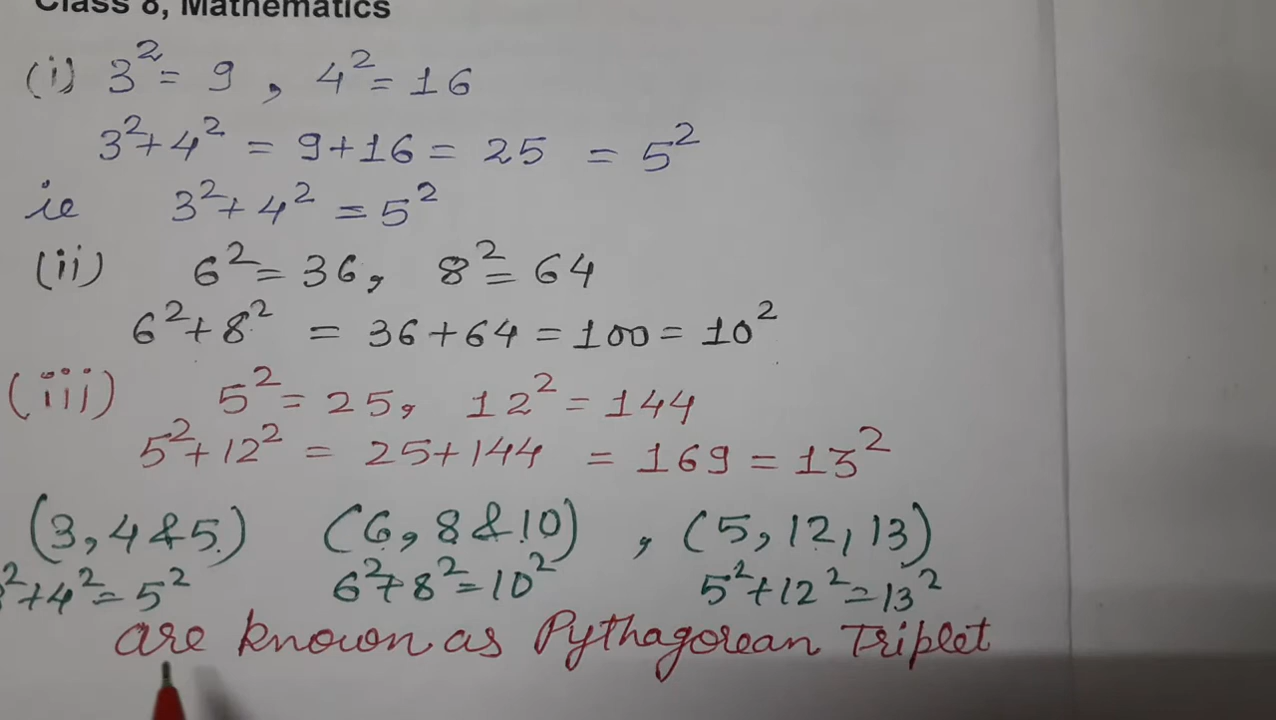 Class 8, Mathematics
(i) 3² = 9 , 4² = 16
3² + 4² = 9 + 16 = 25 = 5²
ie 3² + 4² = 5²
(ii) 6² = 36, 8² = 64
6² + 8² = 36 + 64 = 100 = 10²
(iii) 5² = 25, 12² = 144
5² + 12² = 25 + 144 = 169 = 13²
(3, 4 & 5) (6, 8 & 10) , (5, 12, 13)
3² + 4² = 5² 6² + 8² = 10² 5² + 12² = 13²
are known as Pythagorean Triplet